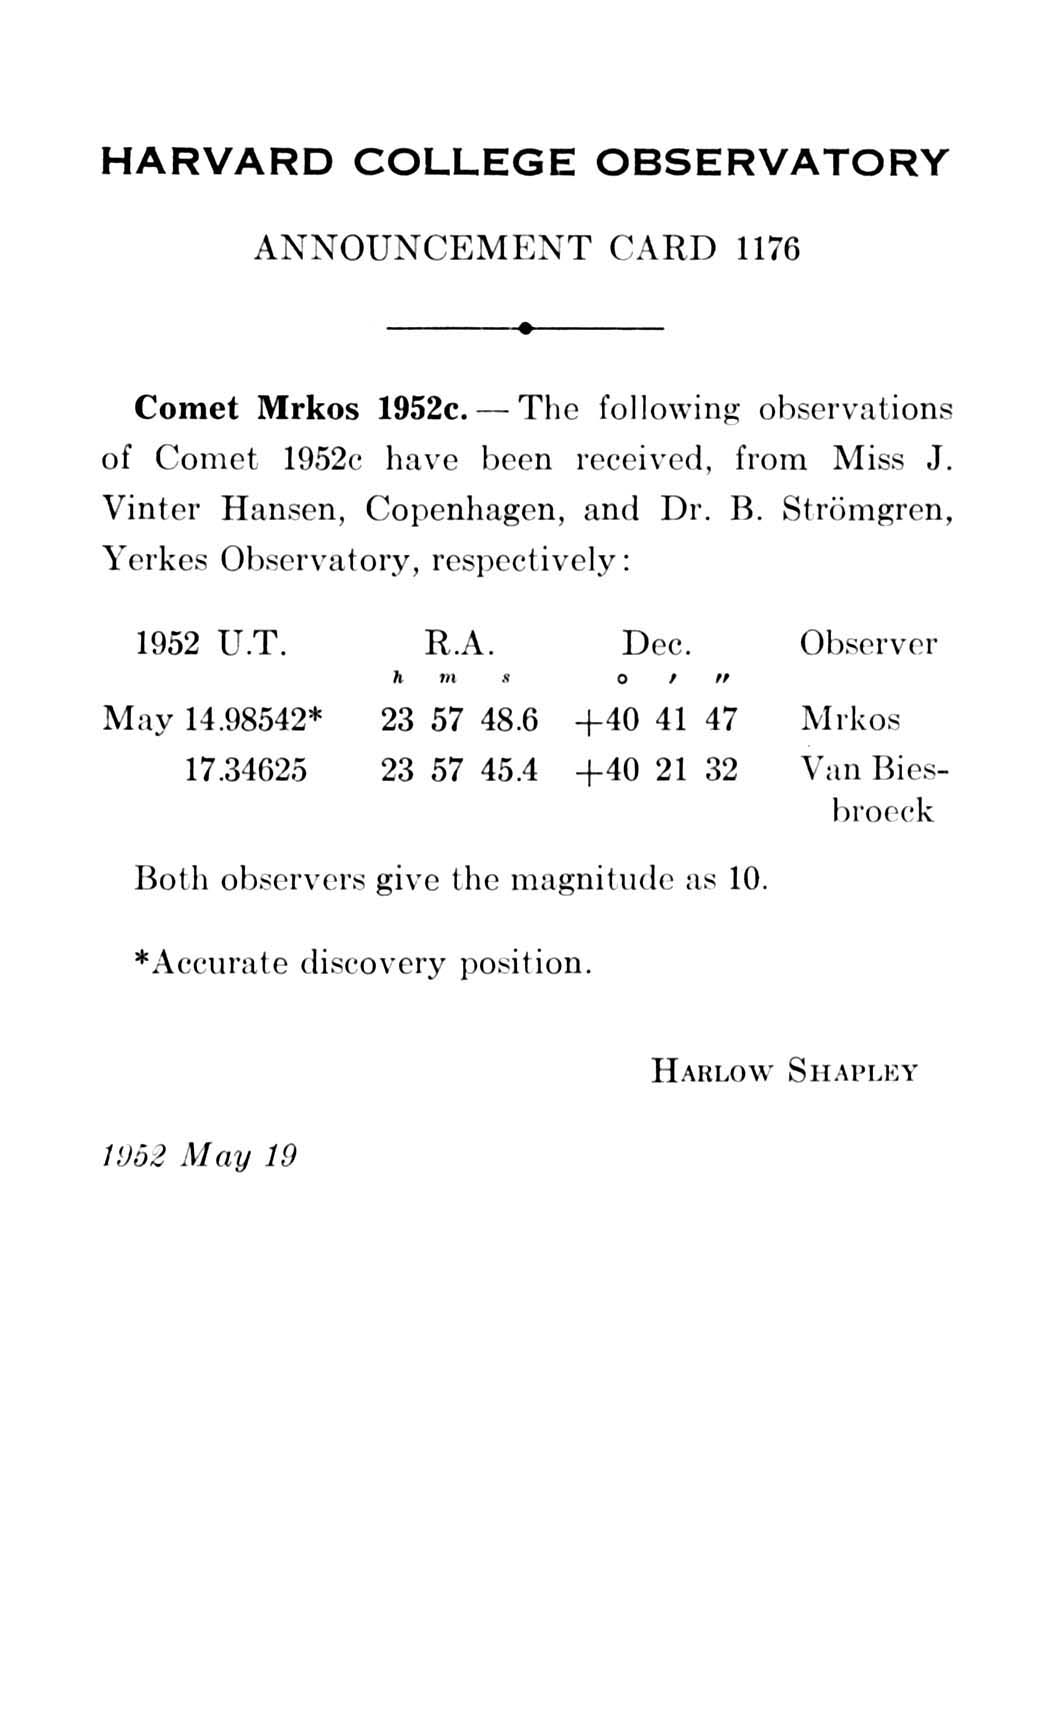 HARVARD COLLEGE OBSERVATORY
ANNOUNCEMENT CARD 1176
Comet Mrkos 1952c. — The following observations
of Comet 1952c have been received, from Miss J.
Vinter Hansen, Copenhagen, and Dr. B. Strömgren,
Yerkes Observatory, respectively:
1952 U.T. R.A. Dec. Observer
h m s ° ′ ″
May 14.98542* 23 57 48.6 +40 41 47 Mrkos
17.34625 23 57 45.4 +40 21 32 Van Bies-
broeck
Both observers give the magnitude as 10.
*Accurate discovery position.
HARLOW SHAPLEY
1952 May 19